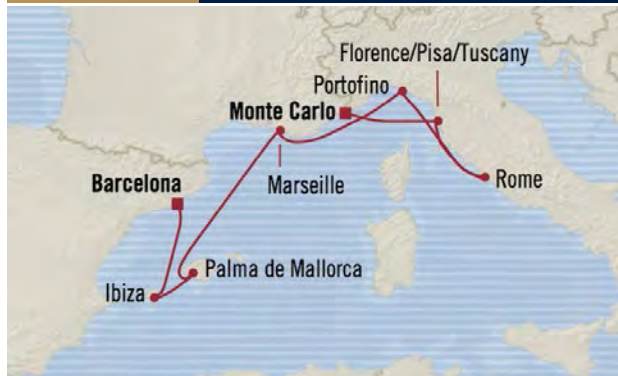 Florence/Pisa/Tuscany
Portofino
Monte Carlo
Barcelona
Marseille
Rome
Palma de Mallorca
Ibiza